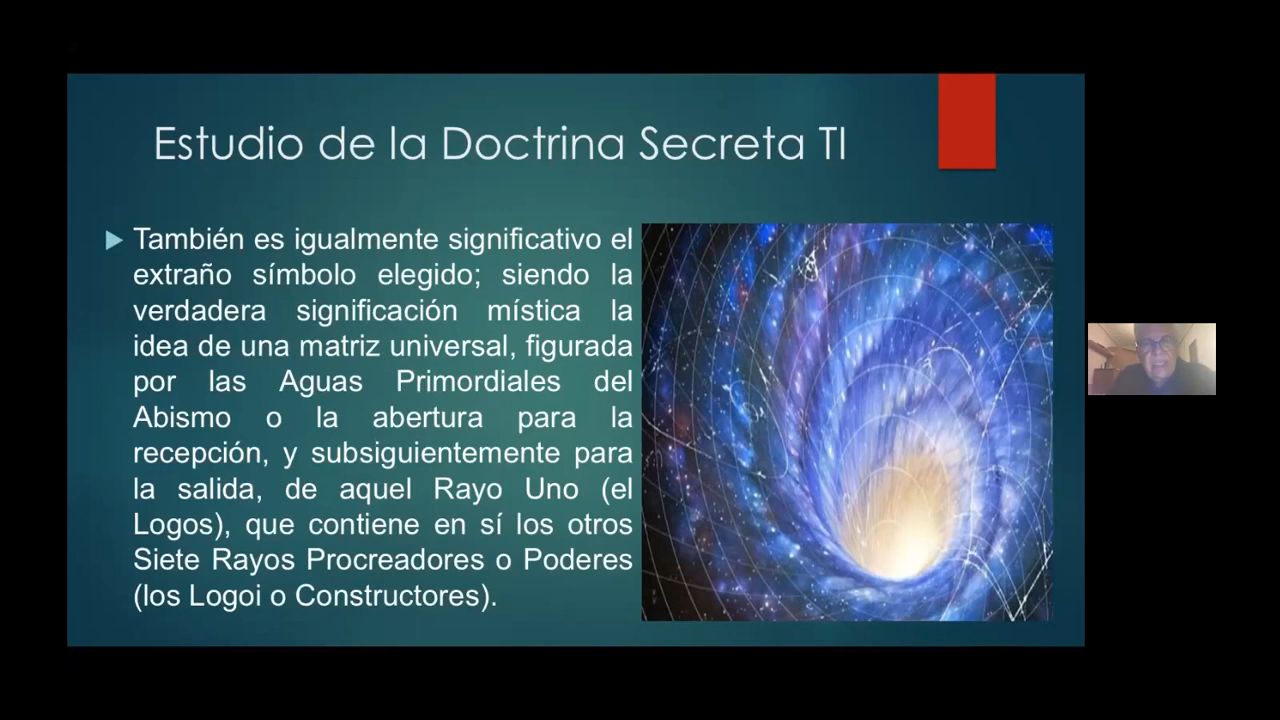 Estudio de la Doctrina Secreta TI
También es igualmente significativo el
extraño símbolo elegido; siendo la
verdadera significación mística la
idea de una matriz universal, figurada
por las Aguas Primordiales del
Abismo o la abertura para la
recepción, y subsiguientemente para
la salida, de aquel Rayo Uno (el
Logos), que contiene en sí los otros
Siete Rayos Procreadores o Poderes
(los Logoi o Constructores).